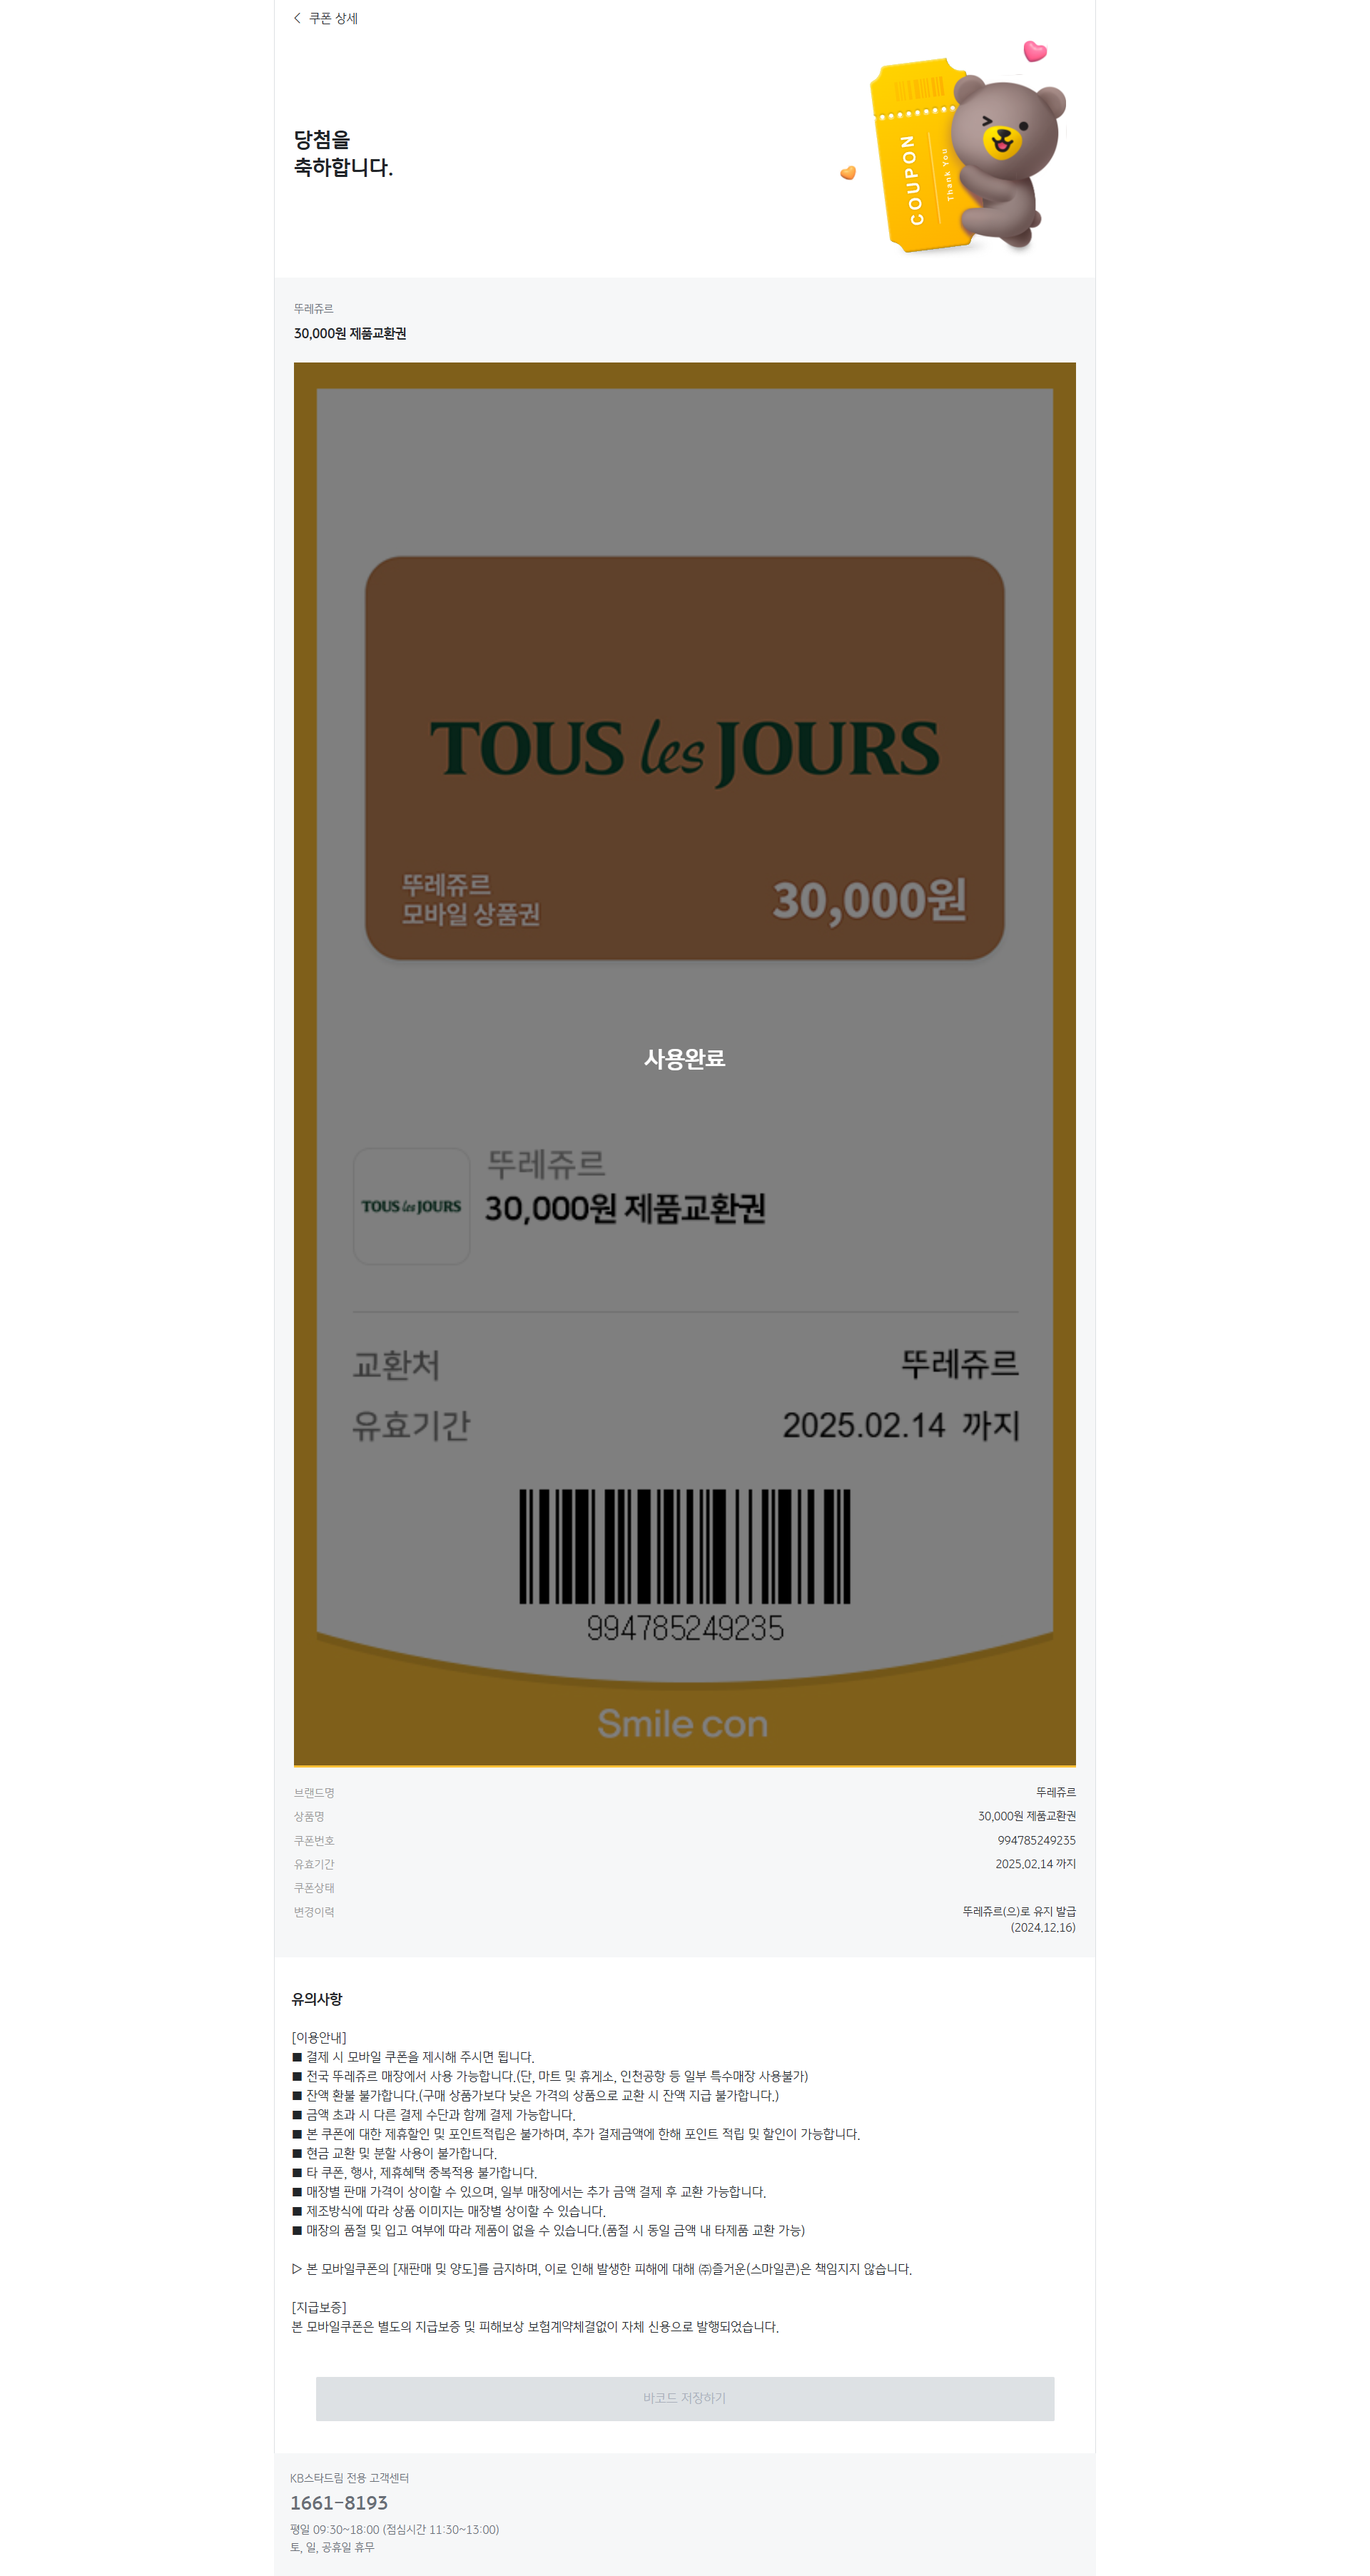 쿠폰 상세
당첨을
축하합니다.
COUPON
Thank You
뚜레쥬르
30,000원 제품교환권
TOUS les JOURS
뚜레쥬르
모바일 상품권
30,000원
사용완료
TOUS les JOURS
뚜레쥬르
30,000원 제품교환권
교환처 뚜레쥬르
유효기간 2025.02.14 까지
994785249235
Smile con
브랜드명 뚜레쥬르
상품명 30,000원 제품교환권
쿠폰번호 994785249235
유효기간 2025.02.14 까지
쿠폰상태
변경이력 뚜레쥬르(으)로 유지 발급
(2024.12.16)
유의사항
[이용안내]
■ 결제 시 모바일 쿠폰을 제시해 주시면 됩니다.
■ 전국 뚜레쥬르 매장에서 사용 가능합니다.(단, 마트 및 휴게소, 인천공항 등 일부 특수매장 사용불가)
■ 잔액 환불 불가합니다.(구매 상품가보다 낮은 가격의 상품으로 교환 시 잔액 지급 불가합니다.)
■ 금액 초과 시 다른 결제 수단과 함께 결제 가능합니다.
■ 본 쿠폰에 대한 제휴할인 및 포인트적립은 불가하며, 추가 결제금액에 한해 포인트 적립 및 할인이 가능합니다.
■ 현금 교환 및 분할 사용이 불가합니다.
■ 타 쿠폰, 행사, 제휴혜택 중복적용 불가합니다.
■ 매장별 판매 가격이 상이할 수 있으며, 일부 매장에서는 추가 금액 결제 후 교환 가능합니다.
■ 제조방식에 따라 상품 이미지는 매장별 상이할 수 있습니다.
■ 매장의 품절 및 입고 여부에 따라 제품이 없을 수 있습니다.(품절 시 동일 금액 내 타제품 교환 가능)
▷ 본 모바일쿠폰의 [재판매 및 양도]를 금지하며, 이로 인해 발생한 피해에 대해 ㈜즐거운(스마일콘)은 책임지지 않습니다.
[지급보증]
본 모바일쿠폰은 별도의 지급보증 및 피해보상 보험계약체결없이 자체 신용으로 발행되었습니다.
바코드 저장하기
KB스타드림 전용 고객센터
1661-8193
평일 09:30~18:00 (점심시간 11:30~13:00)
토, 일, 공휴일 휴무